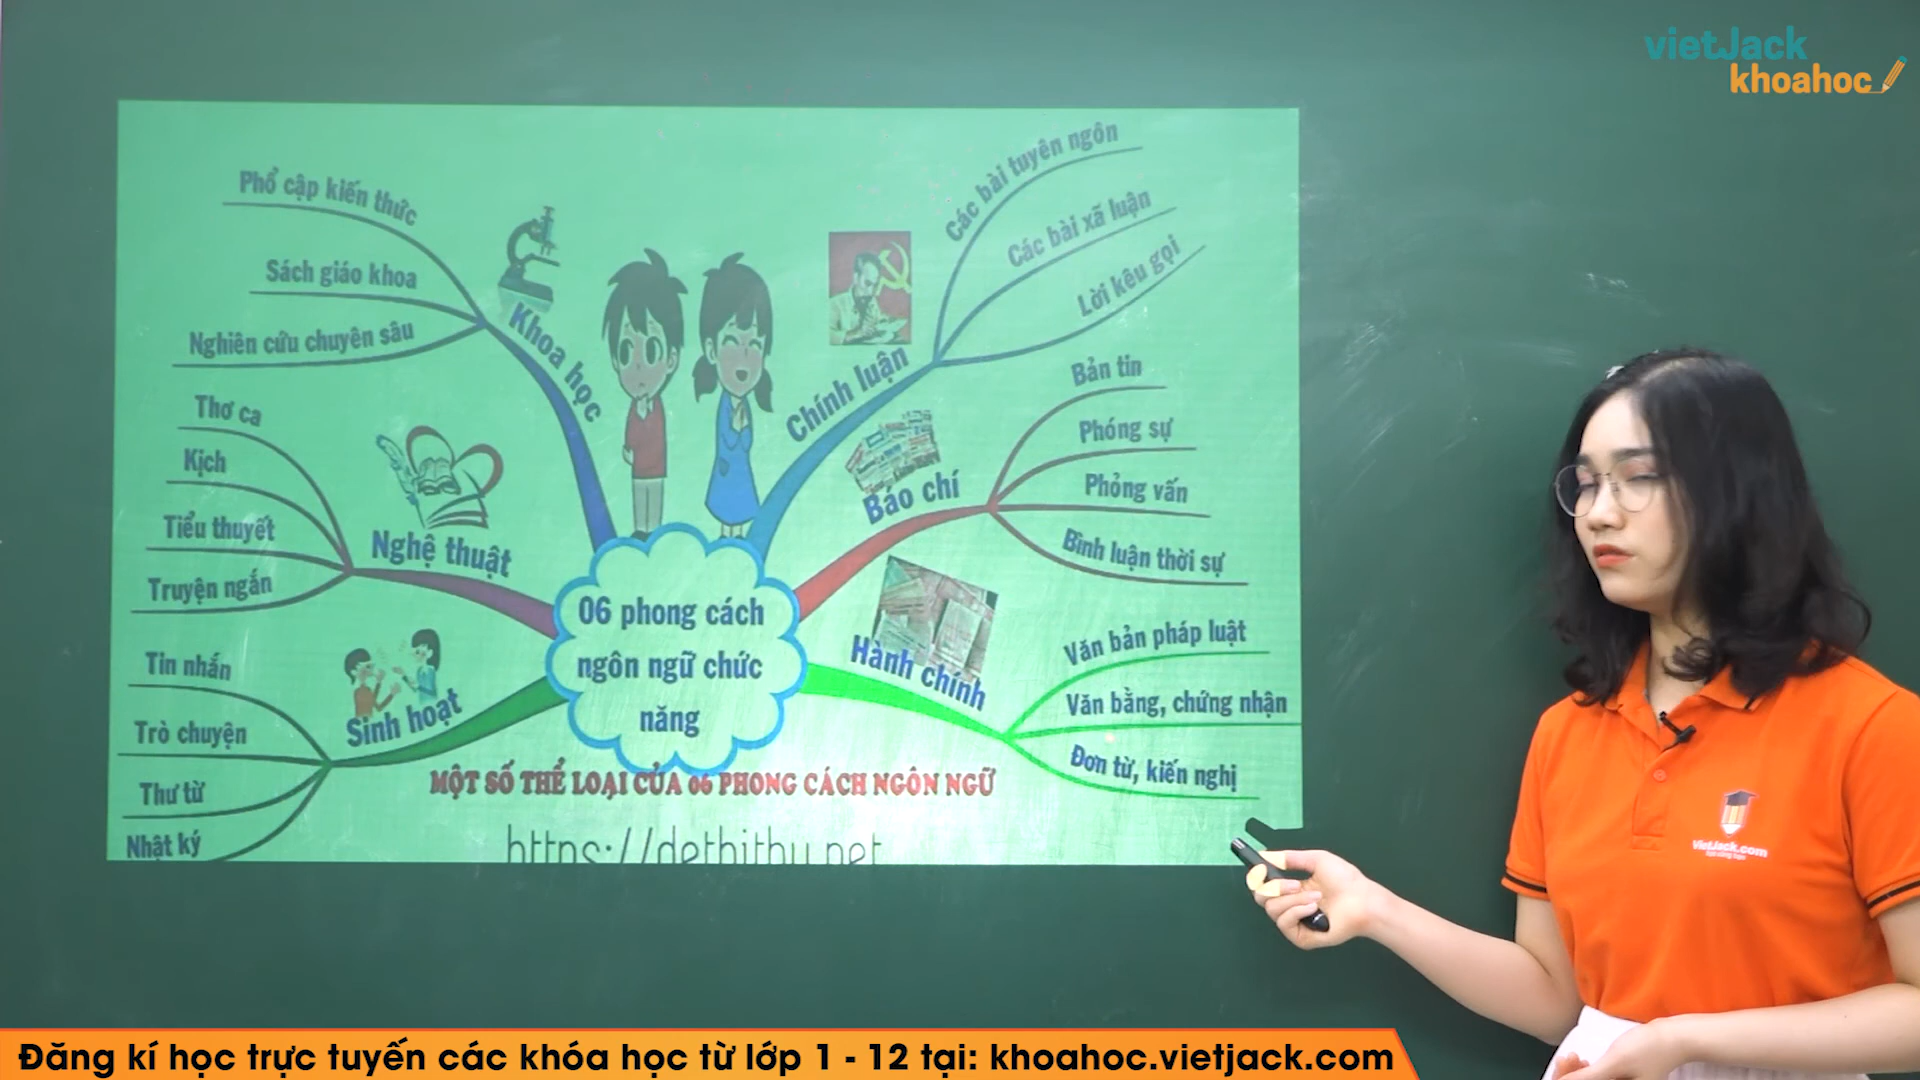 vietJack
khoahoc
Phổ cập kiến thức
Sách giáo khoa
Nghiên cứu chuyên sâu
Khoa học
Thơ ca
Kịch
Tiểu thuyết
Truyện ngắn
Nghệ thuật
Tin nhắn
Trò chuyện
Thư từ
Nhật ký
Sinh hoạt
Các bài tuyên ngôn
Các bài xã luận
Lời kêu gọi
Chính luận
Bản tin
Phóng sự
Phỏng vấn
Bình luận thời sự
Báo chí
Văn bản pháp luật
Văn bằng, chứng nhận
Đơn từ, kiến nghị
Hành chính
06 phong cách
ngôn ngữ chức
năng
MỘT SỐ THỂ LOẠI CỦA 06 PHONG CÁCH NGÔN NGỮ
https://dethithu.net
VietJack.com
Đăng kí học trực tuyến các khóa học từ lớp 1 - 12 tại: khoahoc.vietjack.com